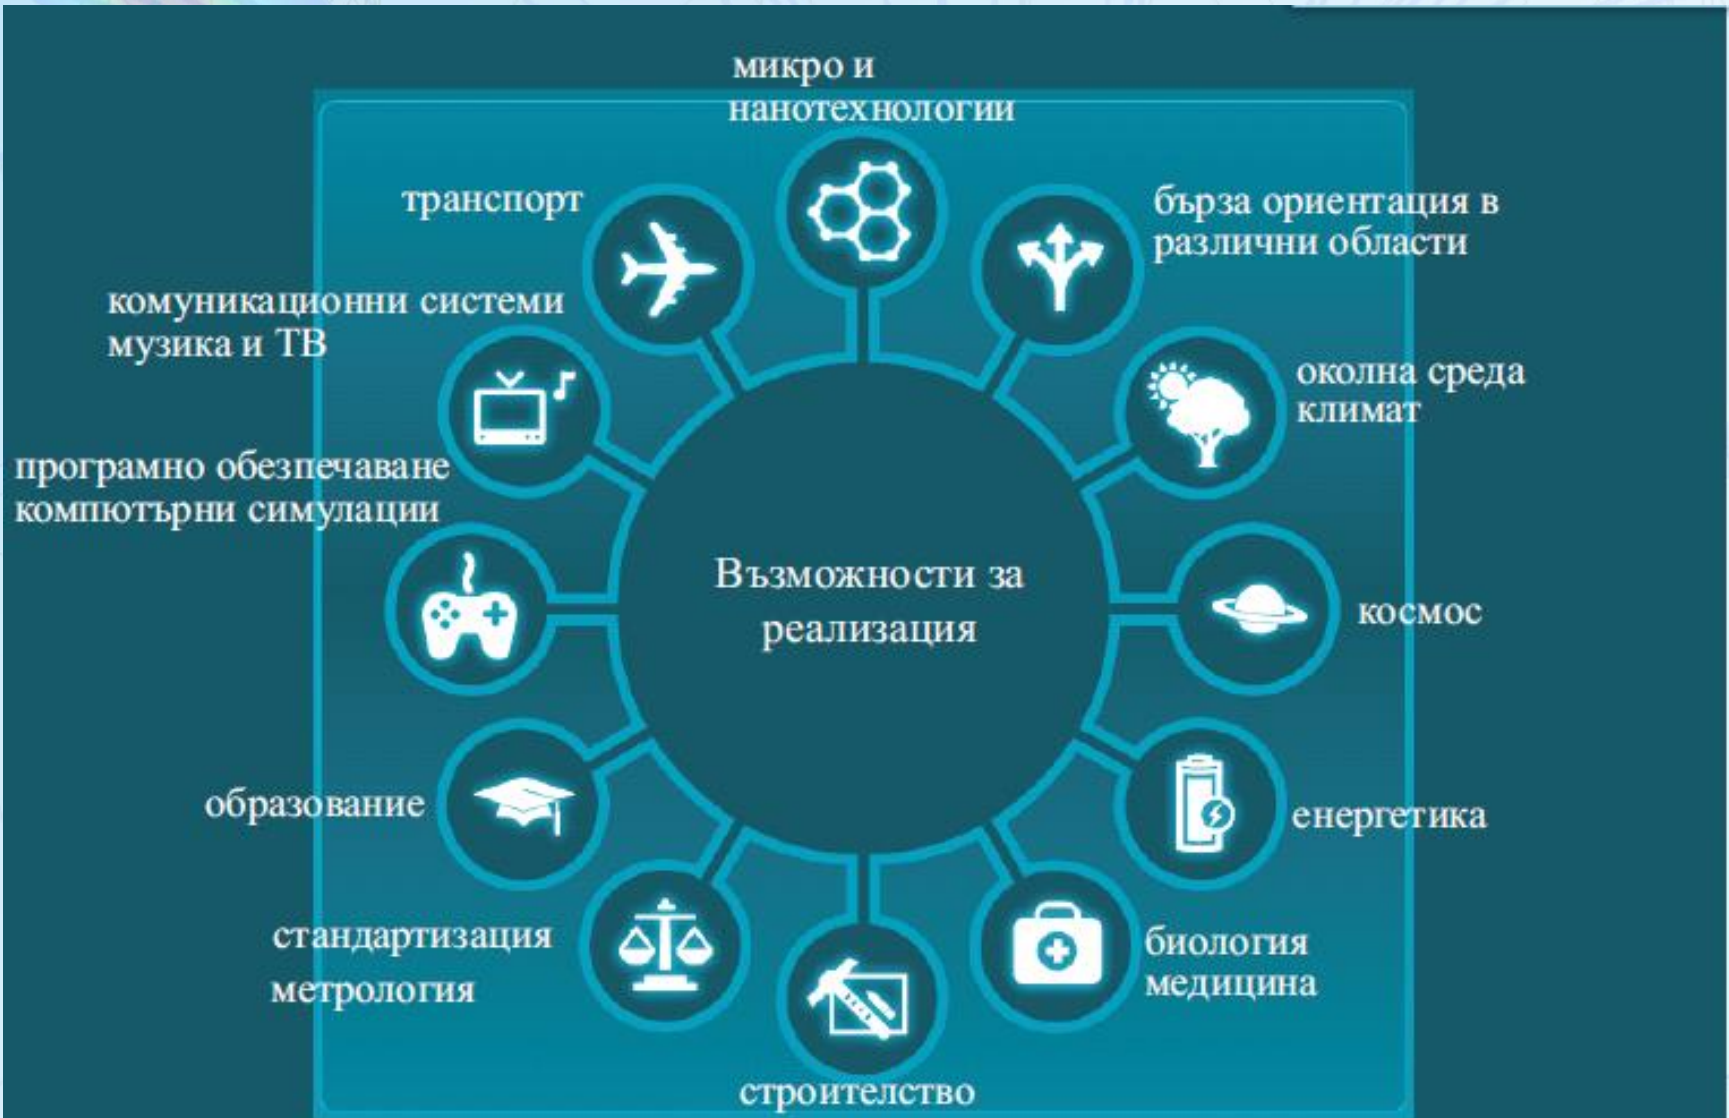 микро и
нанотехнологии
бърза ориентация в
различни области
околна среда
климат
космос
енергетика
биология
медицина
строителство
стандартизация
метрология
образование
програмно обезпечаване
компютърни симулации
комуникационни системи
музика и ТВ
транспорт
Възможности за
реализация